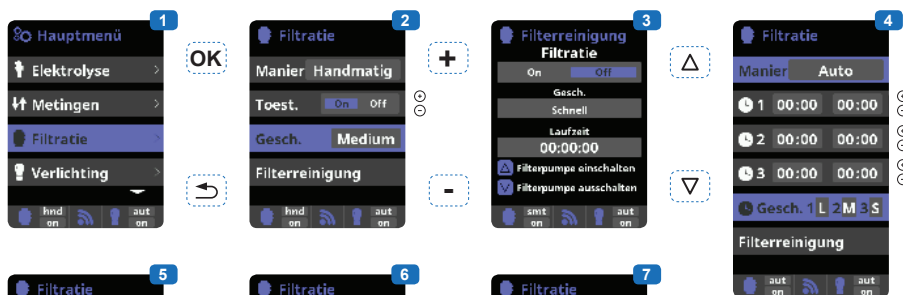 1
Hauptmenü
Elektrolyse
Metingen
Filtratie
Verlichting
hnd
on
aut
on
OK
2
Filtratie
Manier Handmatig
Toest. On Off
Gesch. Medium
Filterreinigung
hnd
on
aut
on
+
-
3
Filterreinigung
Filtratie
On Off
Gesch.
Schnell
Laufzeit
00:00:00
Filterpumpe einschalten
Filterpumpe ausschalten
smt
on
aut
on
4
Filtratie
Manier Auto
1 00:00 00:00
2 00:00 00:00
3 00:00 00:00
Gesch. 1 L 2 M 3 S
Filterreinigung
aut
on
aut
on
5
Filtratie
6
Filtratie
7
Filtratie